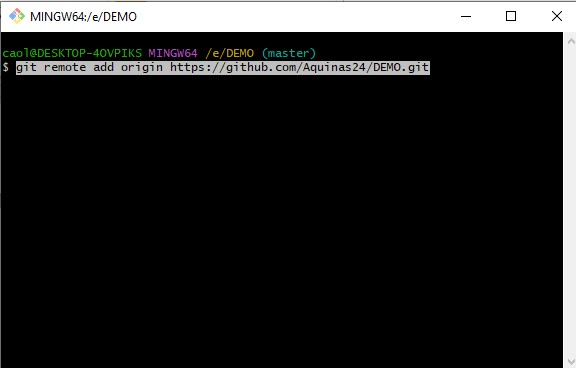 MINGW64:/e/DEMO
caol@DESKTOP-4OVPIKS MINGW64 /e/DEMO (master)
$ git remote add origin https://github.com/Aquinas24/DEMO.git